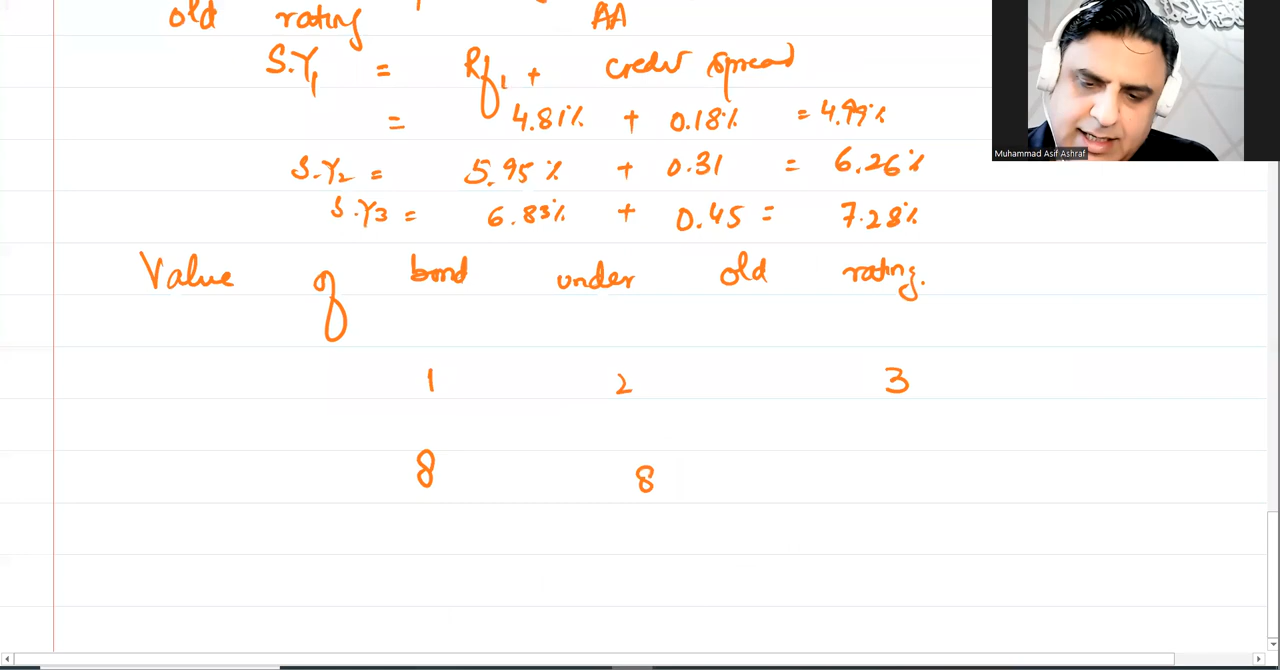 old rating AA
S.Y1 = Rf1 + credit spread
= 4.81% + 0.18% = 4.99%
S.Y2 = 5.95% + 0.31 = 6.26%
S.Y3 = 6.83% + 0.45 = 7.28%
Value of bond under old rating.
1 2 3
8 8
Muhammad Asif Ashraf